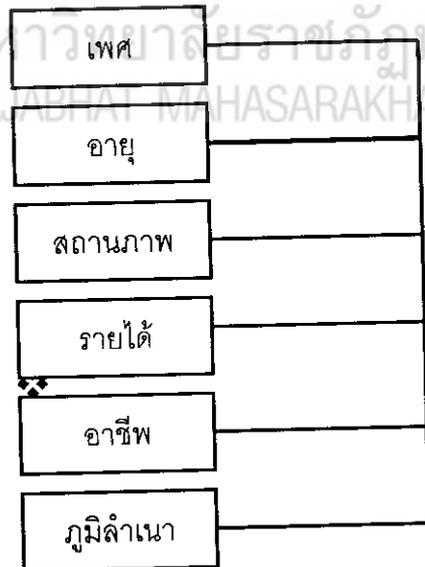 เพศ
อายุ
สถานภาพ
รายได้
อาชีพ
ภูมิลำเนา